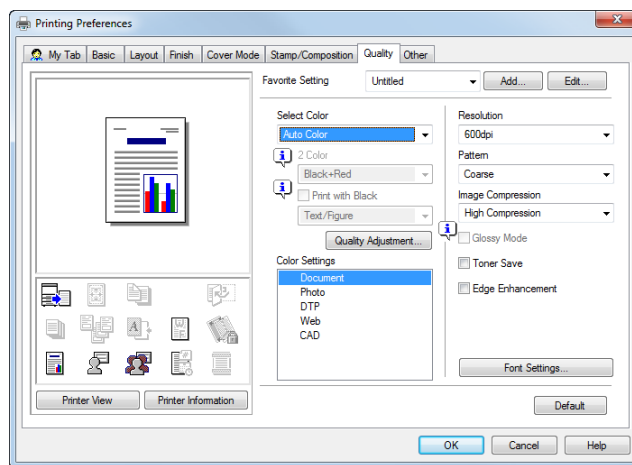 Printing Preferences
My Tab Basic Layout Finish Cover Mode Stamp/Composition Quality Other
Favorite Setting Untitled Add... Edit...
Select Color
Auto Color
2 Color
Black+Red
Print with Black
Text/Figure
Quality Adjustment...
Color Settings
Document
Photo
DTP
Web
CAD
Resolution
600dpi
Pattern
Coarse
Image Compression
High Compression
Glossy Mode
Toner Save
Edge Enhancement
Font Settings...
Printer View Printer Information
Default
OK Cancel Help